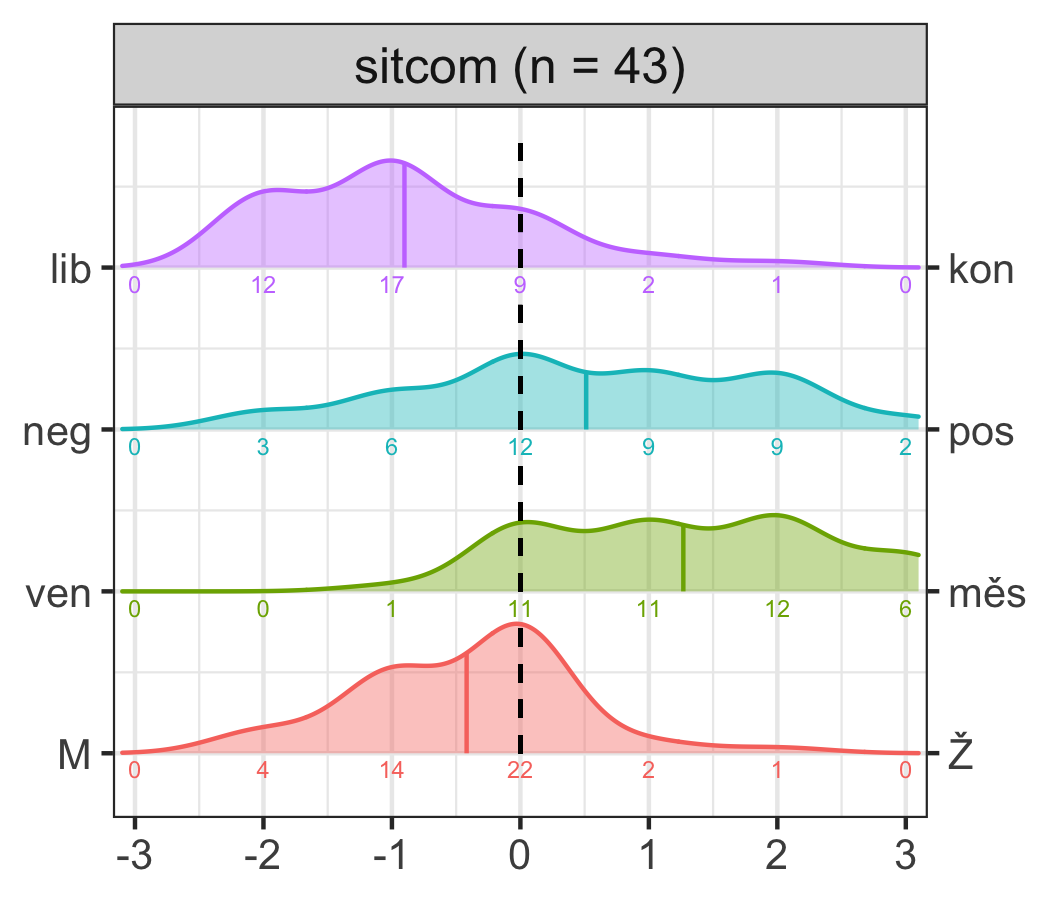 sitcom (n = 43)
lib kon
0 12 17 9 2 1 0
neg pos
0 3 6 12 9 9 2
ven měs
0 0 1 11 11 12 6
M Ž
0 4 14 22 2 1 0
-3 -2 -1 0 1 2 3